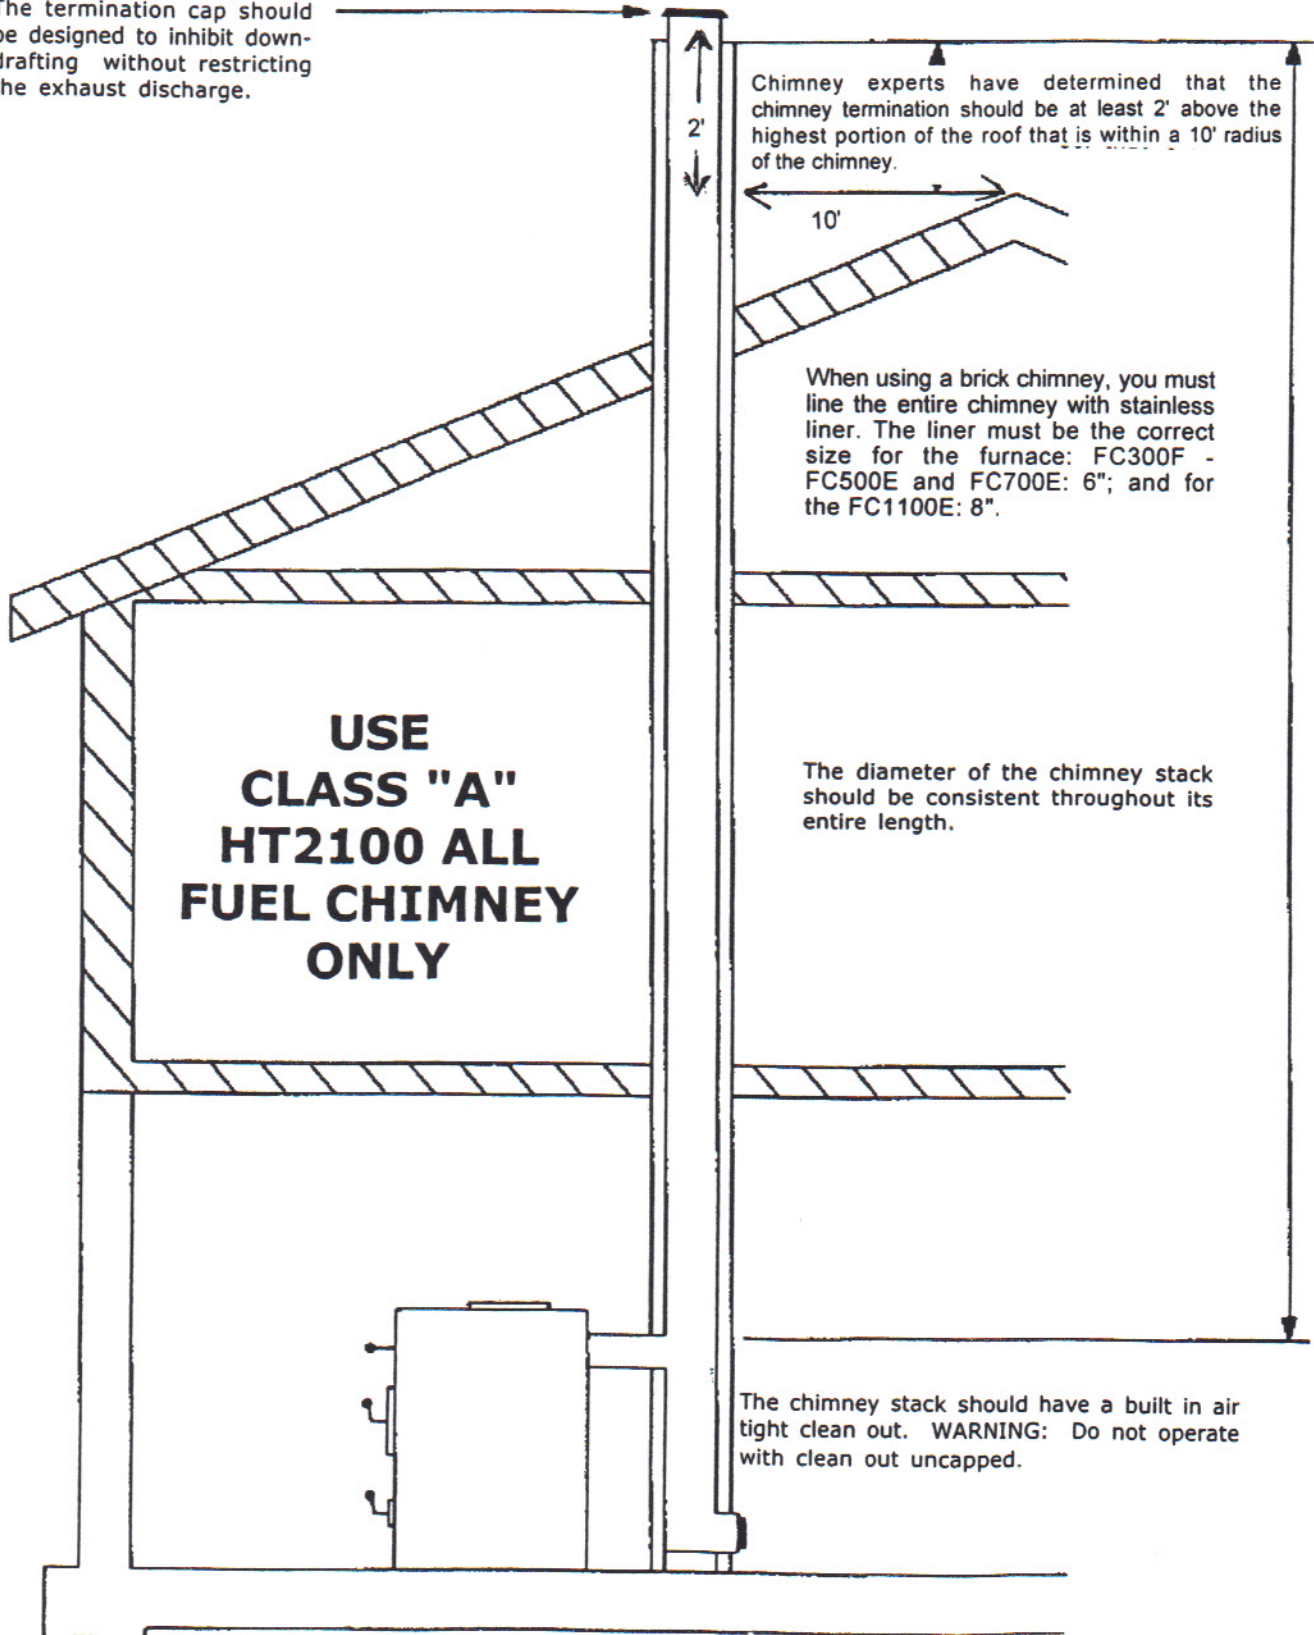 The termination cap should
be designed to inhibit down-
drafting without restricting
the exhaust discharge.
2'
Chimney experts have determined that the
chimney termination should be at least 2' above the
highest portion of the roof that is within a 10' radius
of the chimney.
10'
When using a brick chimney, you must
line the entire chimney with stainless
liner. The liner must be the correct
size for the furnace: FC300F -
FC500E and FC700E: 6"; and for
the FC1100E: 8".
USE
CLASS "A"
HT2100 ALL
FUEL CHIMNEY
ONLY
The diameter of the chimney stack
should be consistent throughout its
entire length.
The chimney stack should have a built in air
tight clean out. WARNING: Do not operate
with clean out uncapped.